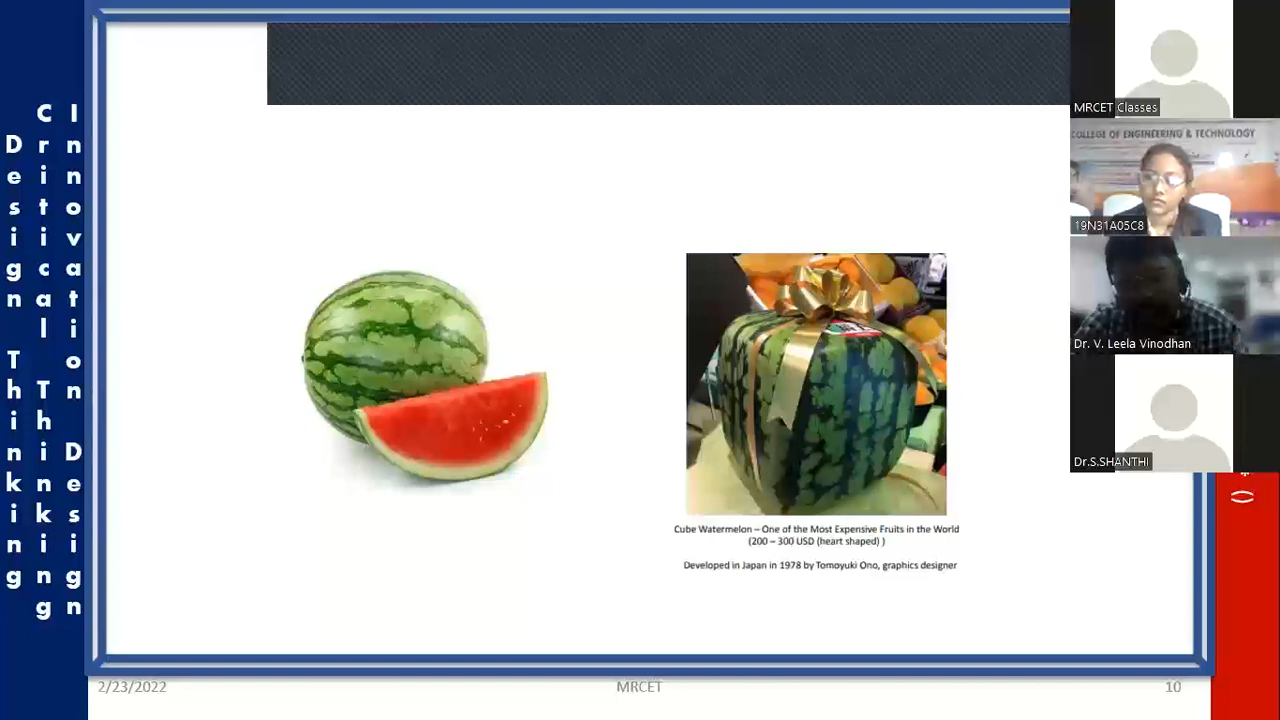 Design Thinking
Critical Thinking
Innovation Design
Cube Watermelon – One of the Most Expensive Fruits in the World
(200 – 300 USD (heart shaped) )
Developed in Japan in 1978 by Tomoyuki Ono, graphics designer
2/23/2022
MRCET
10
MRCET Classes
COLLEGE OF ENGINEERING & TECHNOLOGY
19N31A05C8
Dr. V. Leela Vinodhan
Dr.S.SHANTHI